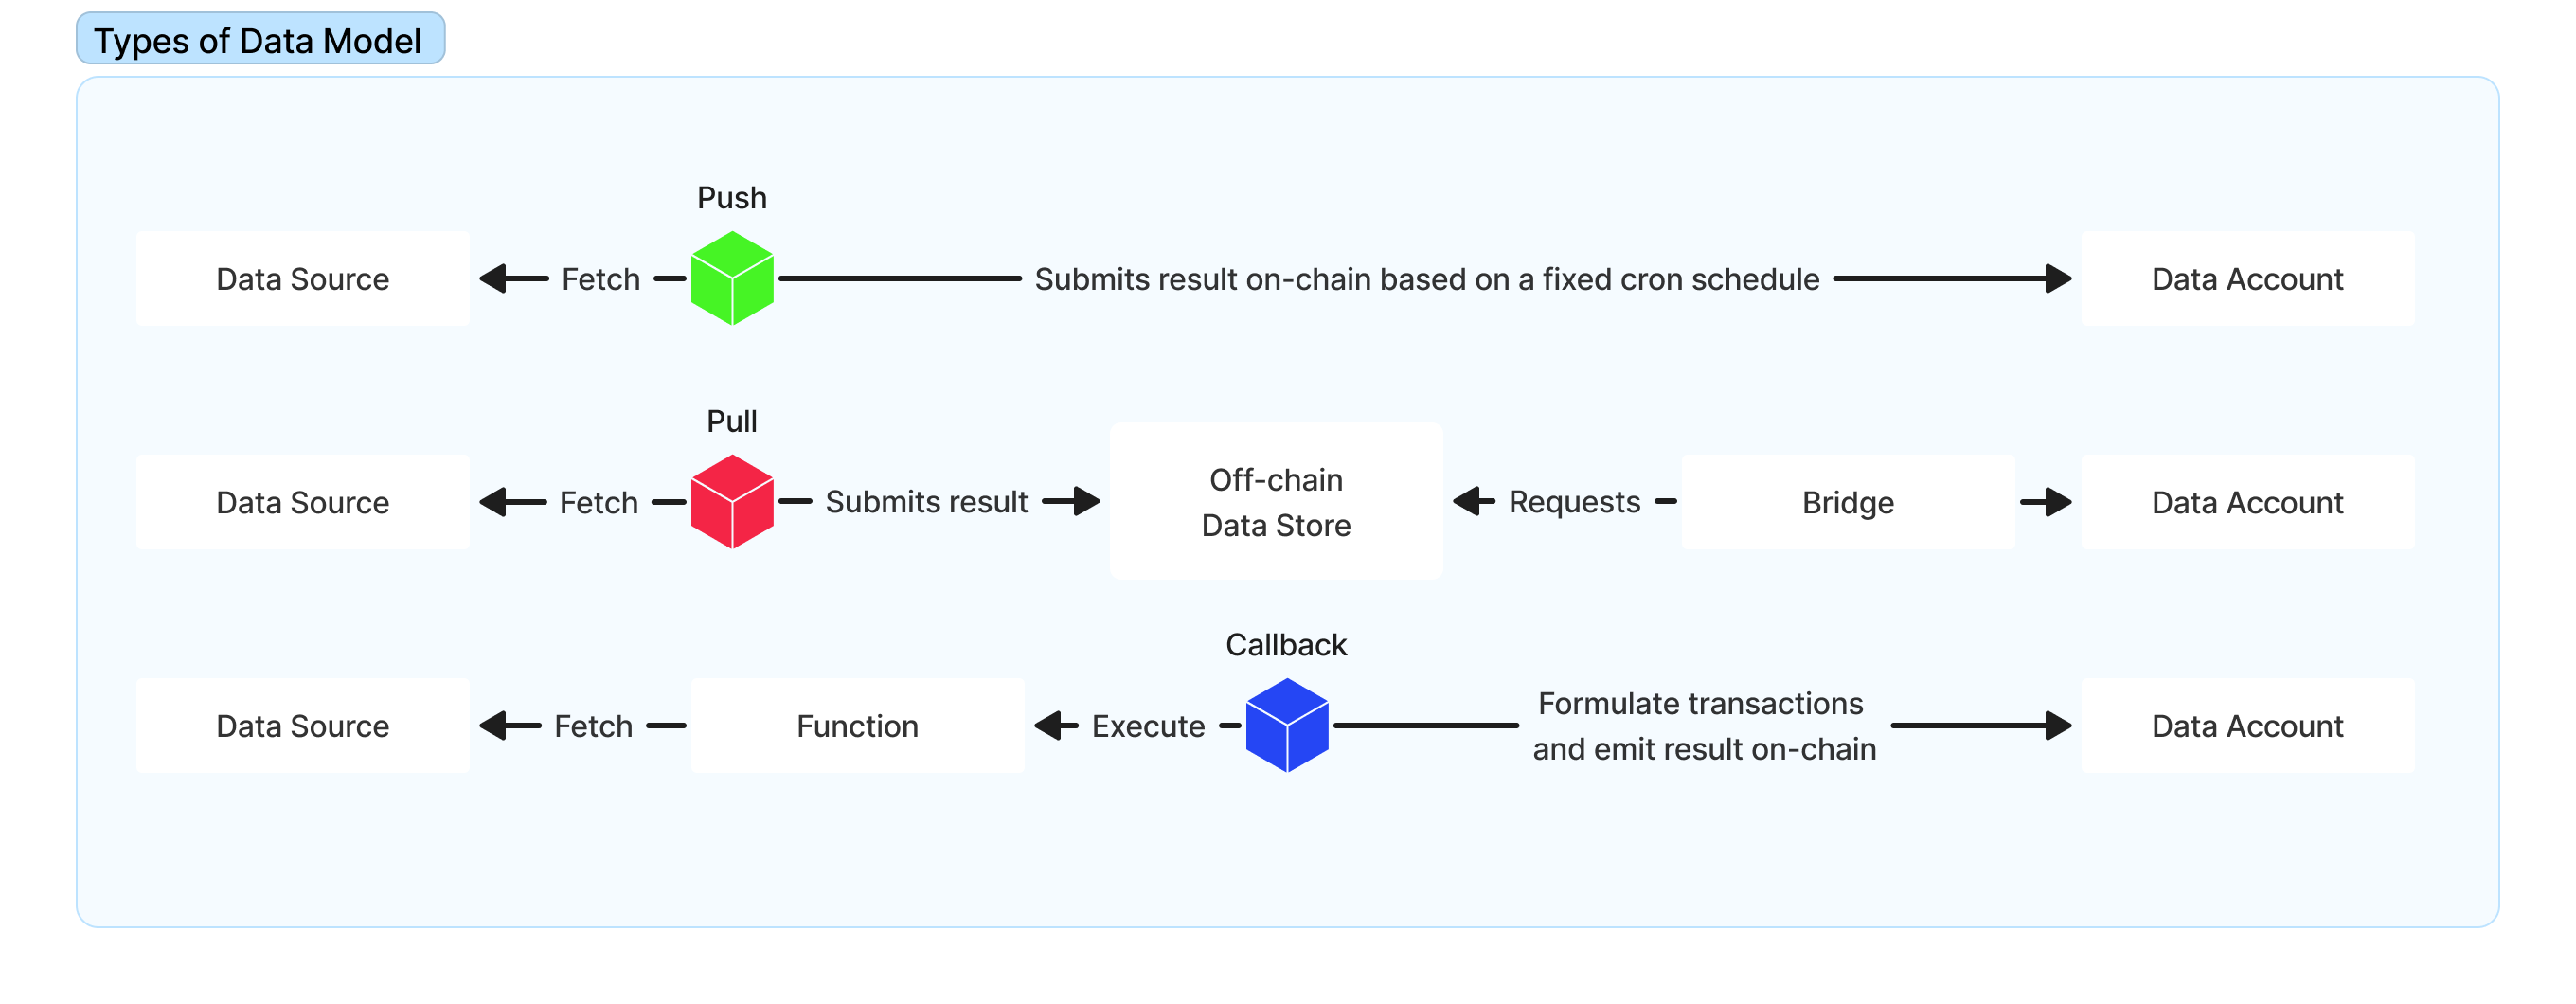 Types of Data Model
Push
Data Source
Fetch
Submits result on-chain based on a fixed cron schedule
Data Account
Pull
Data Source
Fetch
Submits result
Off-chain
Data Store
Requests
Bridge
Data Account
Callback
Data Source
Fetch
Function
Execute
Formulate transactions
and emit result on-chain
Data Account